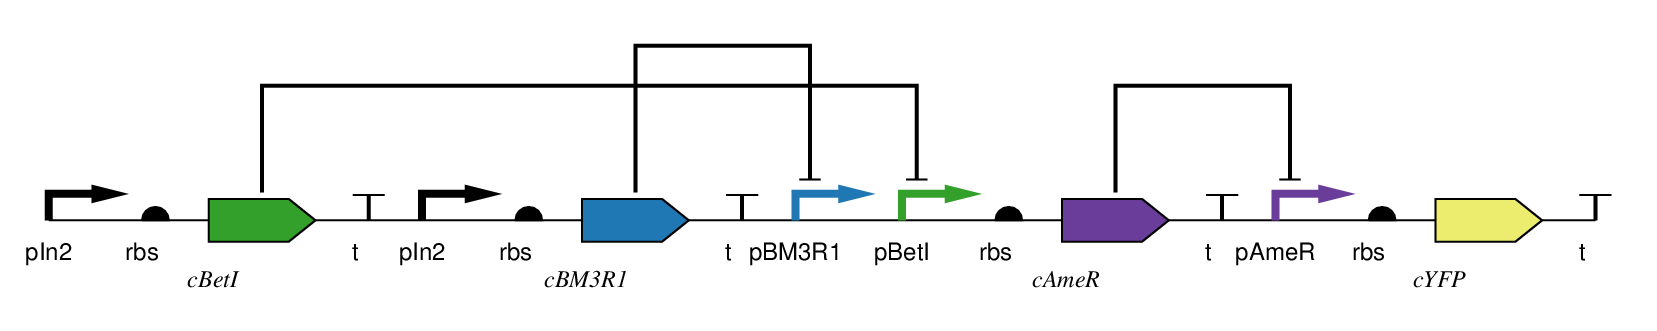 pIn2 rbs t pIn2 rbs t pBM3R1 pBetI rbs t pAmeR rbs t
cBetI cBM3R1 cAmeR cYFP